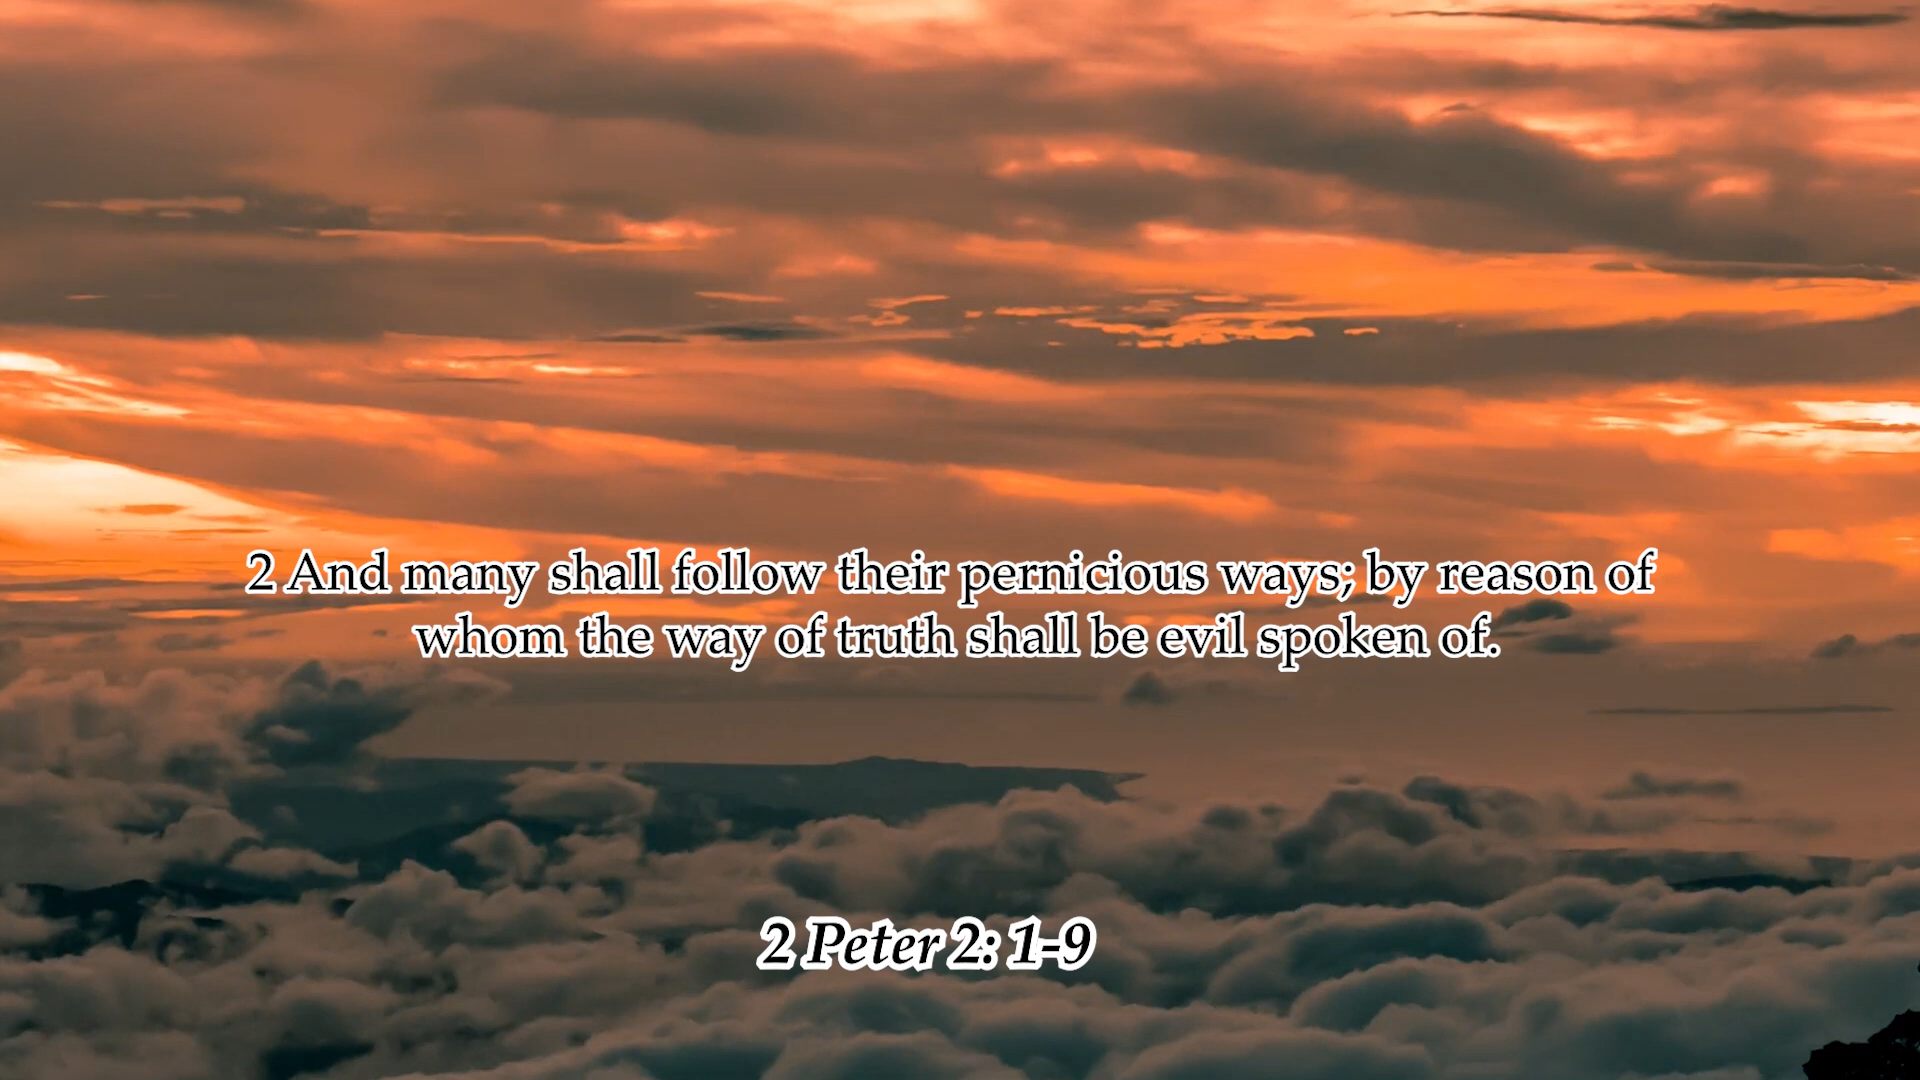 2 And many shall follow their pernicious ways; by reason of
whom the way of truth shall be evil spoken of.
2 Peter 2: 1-9